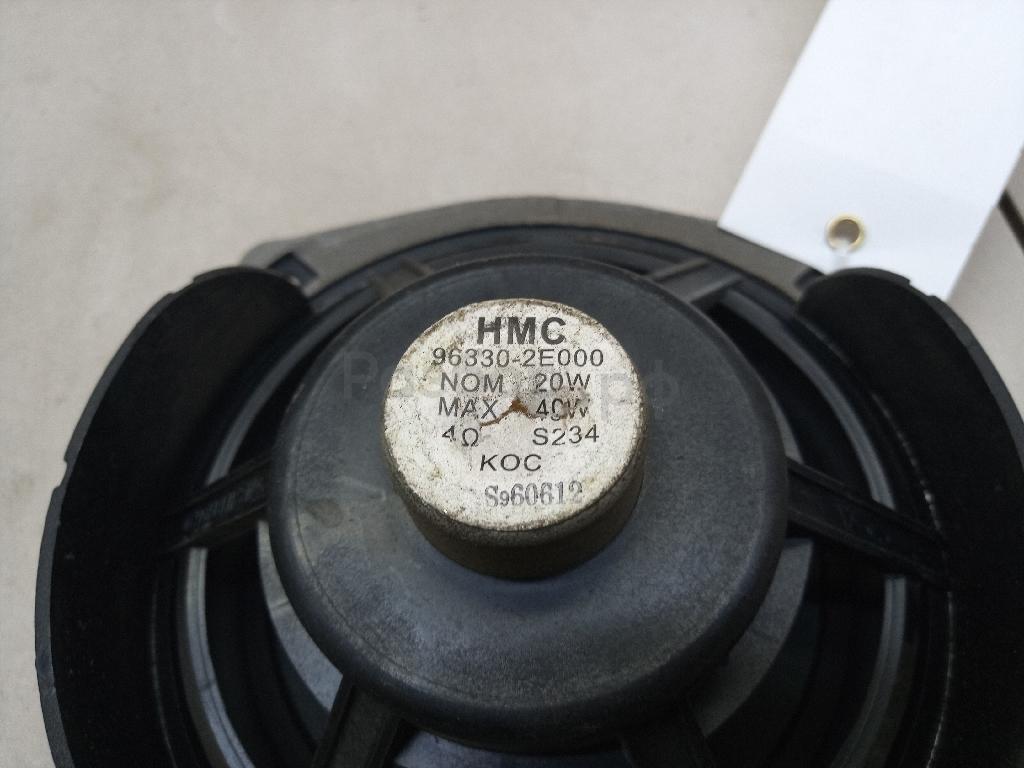 HMC
96330-2E000
NOM 20W
MAX 40W
4Ω S234
KOC
S960612